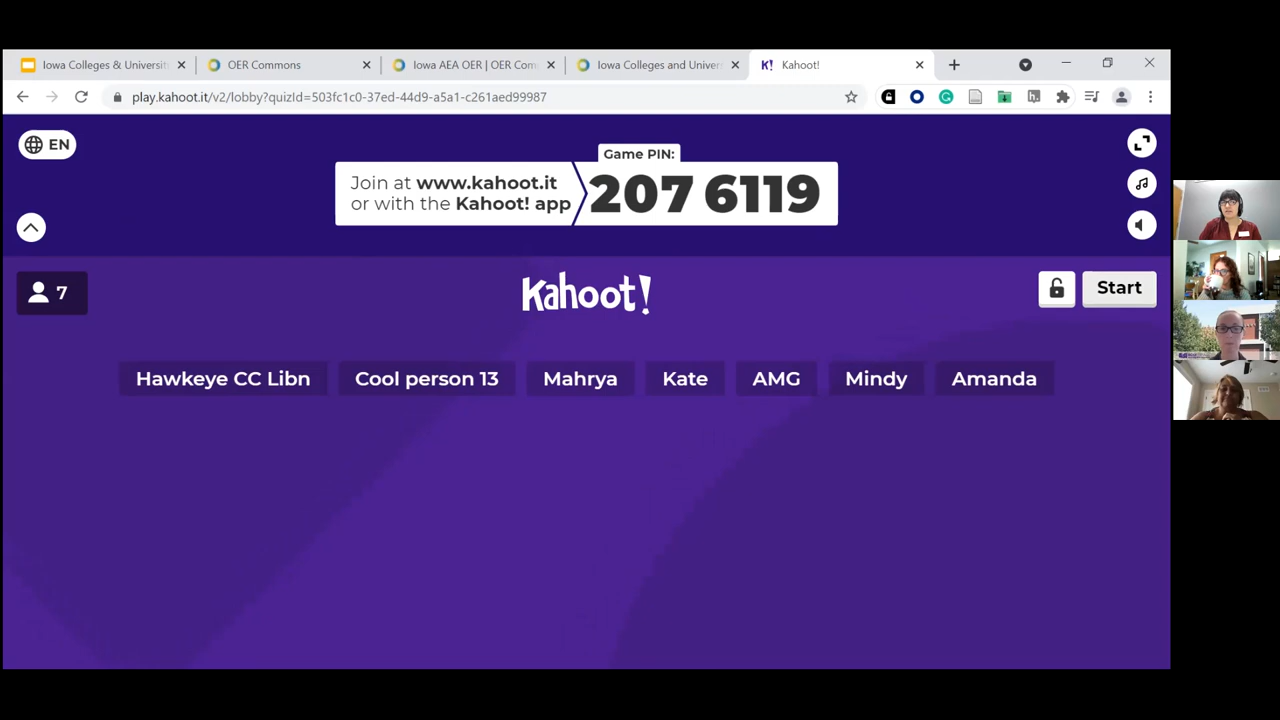 Iowa Colleges & Universit
OER Commons
Iowa AEA OER | OER Com
Iowa Colleges and Univer
K! Kahoot!
play.kahoot.it/v2/lobby?quizId=503fc1c0-37ed-44d9-a5a1-c261aed99987
EN
Game PIN:
Join at www.kahoot.it
or with the Kahoot! app
207 6119
7
Kahoot!
Start
Hawkeye CC Libn
Cool person 13
Mahrya
Kate
AMG
Mindy
Amanda